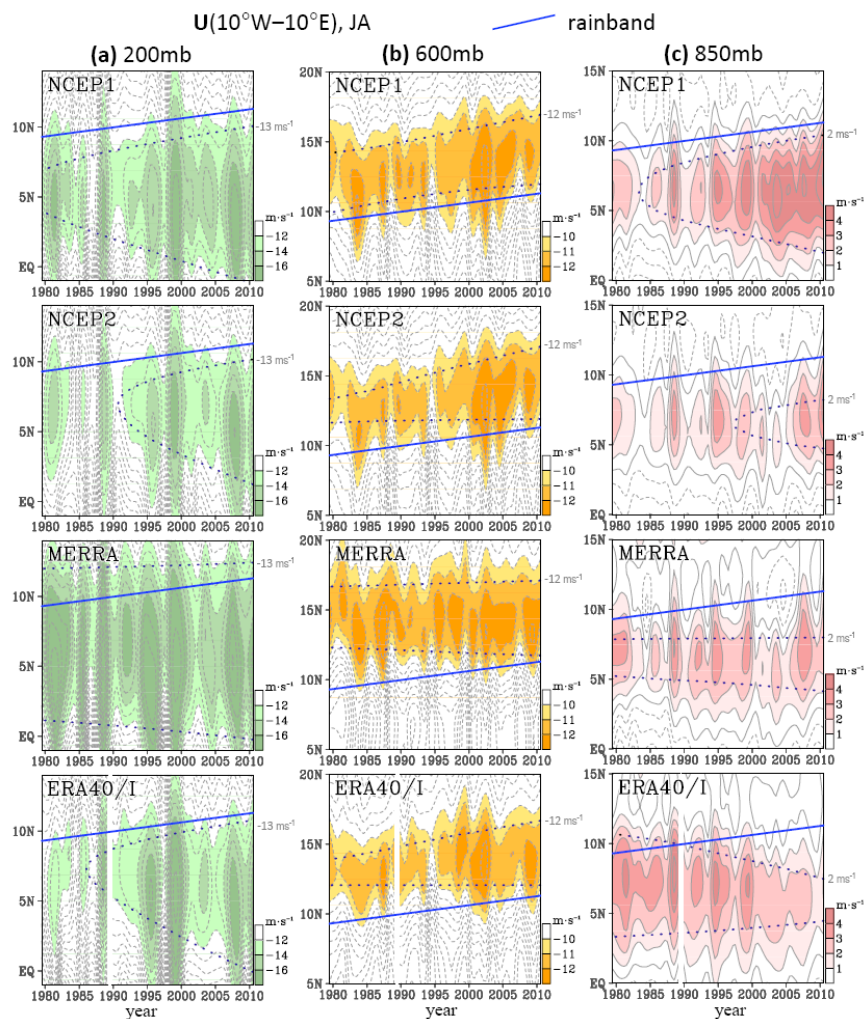 U(10°W–10°E), JA rainband
(a) 200mb (b) 600mb (c) 850mb
NCEP1
10N
5N
EQ
-13 ms⁻¹
m·s⁻¹
-12
-14
-16
1980 1985 1990 1995 2000 2005 2010
NCEP1
20N
15N
10N
5N
-12 ms⁻¹
m·s⁻¹
-10
-11
-12
1980 1985 1990 1995 2000 2005 2010
NCEP1
15N
10N
5N
EQ
2 ms⁻¹
m·s⁻¹
4
3
2
1
1980 1985 1990 1995 2000 2005 2010
NCEP2
10N
5N
EQ
-13 ms⁻¹
m·s⁻¹
-12
-14
-16
1980 1985 1990 1995 2000 2005 2010
NCEP2
20N
15N
10N
5N
-12 ms⁻¹
m·s⁻¹
-10
-11
-12
1980 1985 1990 1995 2000 2005 2010
NCEP2
15N
10N
5N
EQ
2 ms⁻¹
m·s⁻¹
4
3
2
1
1980 1985 1990 1995 2000 2005 2010
MERRA
10N
5N
EQ
-13 ms⁻¹
m·s⁻¹
-12
-14
-16
1980 1985 1990 1995 2000 2005 2010
MERRA
20N
15N
10N
5N
-12 ms⁻¹
m·s⁻¹
-10
-11
-12
1980 1985 1990 1995 2000 2005 2010
MERRA
15N
10N
5N
EQ
2 ms⁻¹
m·s⁻¹
4
3
2
1
1980 1985 1990 1995 2000 2005 2010
ERA40/I
10N
5N
EQ
-13 ms⁻¹
m·s⁻¹
-12
-14
-16
1980 1985 1990 1995 2000 2005 2010
year
ERA40/I
20N
15N
10N
5N
-12 ms⁻¹
m·s⁻¹
-10
-11
-12
1980 1985 1990 1995 2000 2005 2010
year
ERA40/I
15N
10N
5N
EQ
2 ms⁻¹
m·s⁻¹
4
3
2
1
1980 1985 1990 1995 2000 2005 2010
year